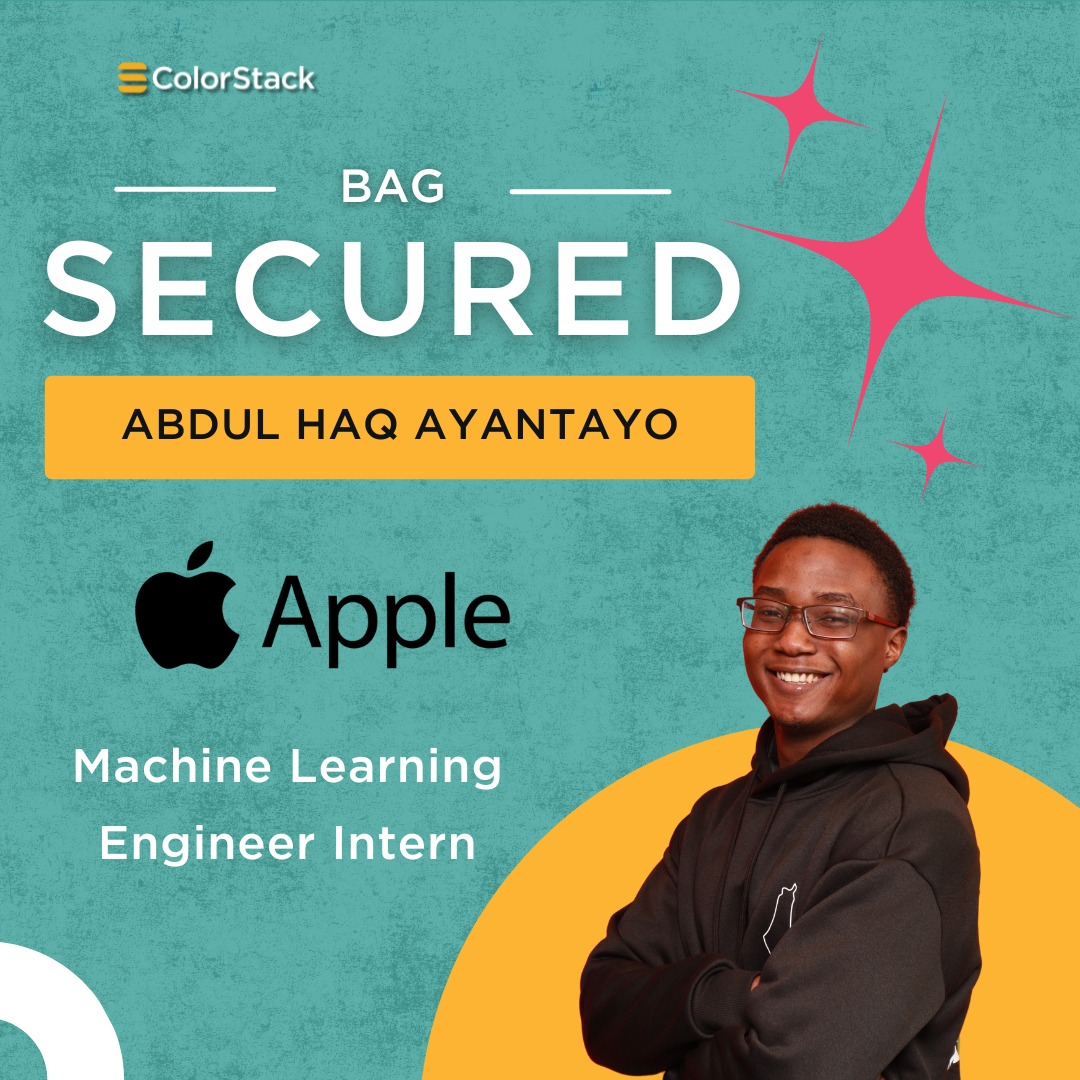 ColorStack
BAG
SECURED
ABDUL HAQ AYANTAYO
Apple
Machine Learning
Engineer Intern